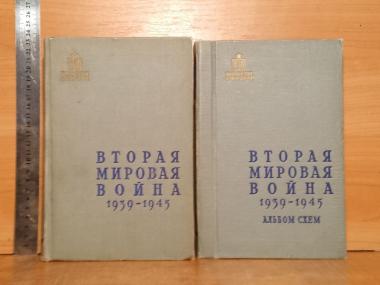 ВТОРАЯ
МИРОВАЯ
ВОЙНА
1939-1945
ВТОРАЯ
МИРОВАЯ
ВОЙНА
1939-1945
АЛЬБОМ СХЕМ